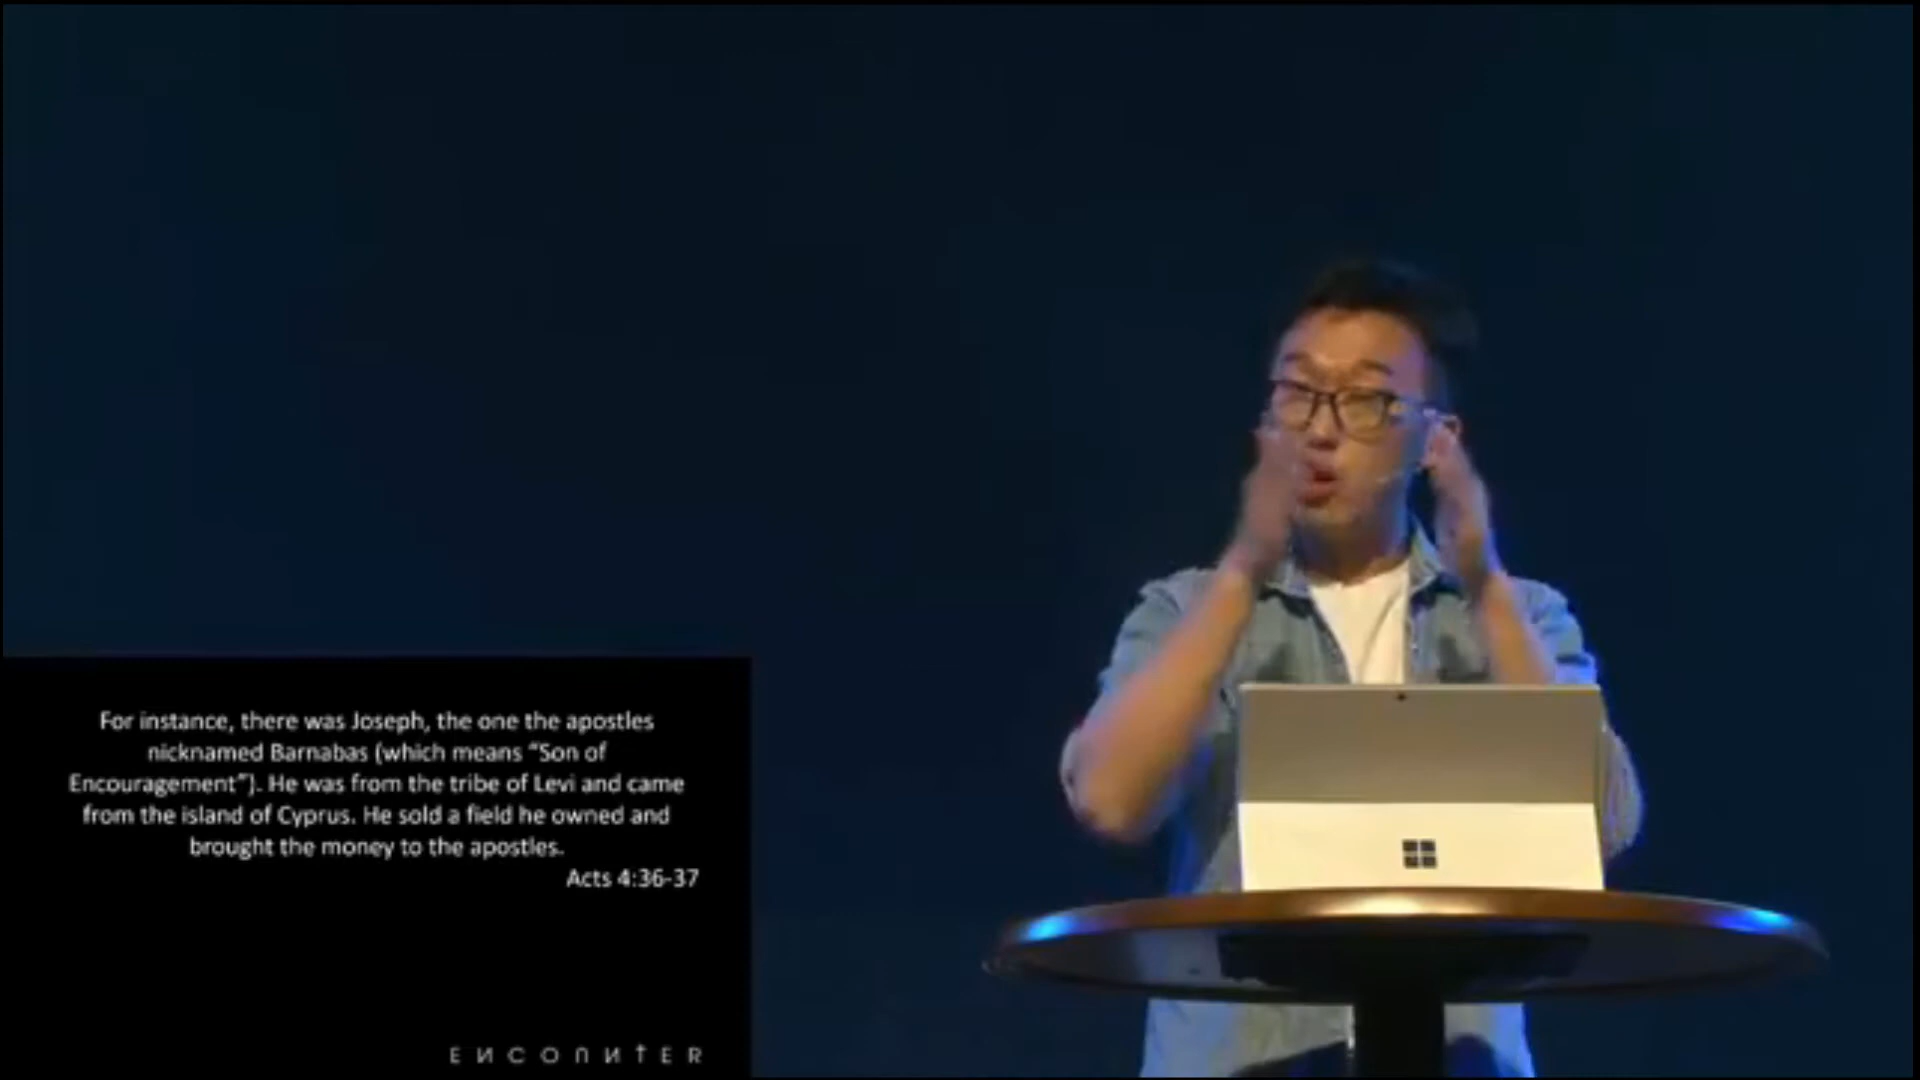 For instance, there was Joseph, the one the apostles
nicknamed Barnabas (which means “Son of
Encouragement”). He was from the tribe of Levi and came
from the island of Cyprus. He sold a field he owned and
brought the money to the apostles.
Acts 4:36-37
ENCOUNTER